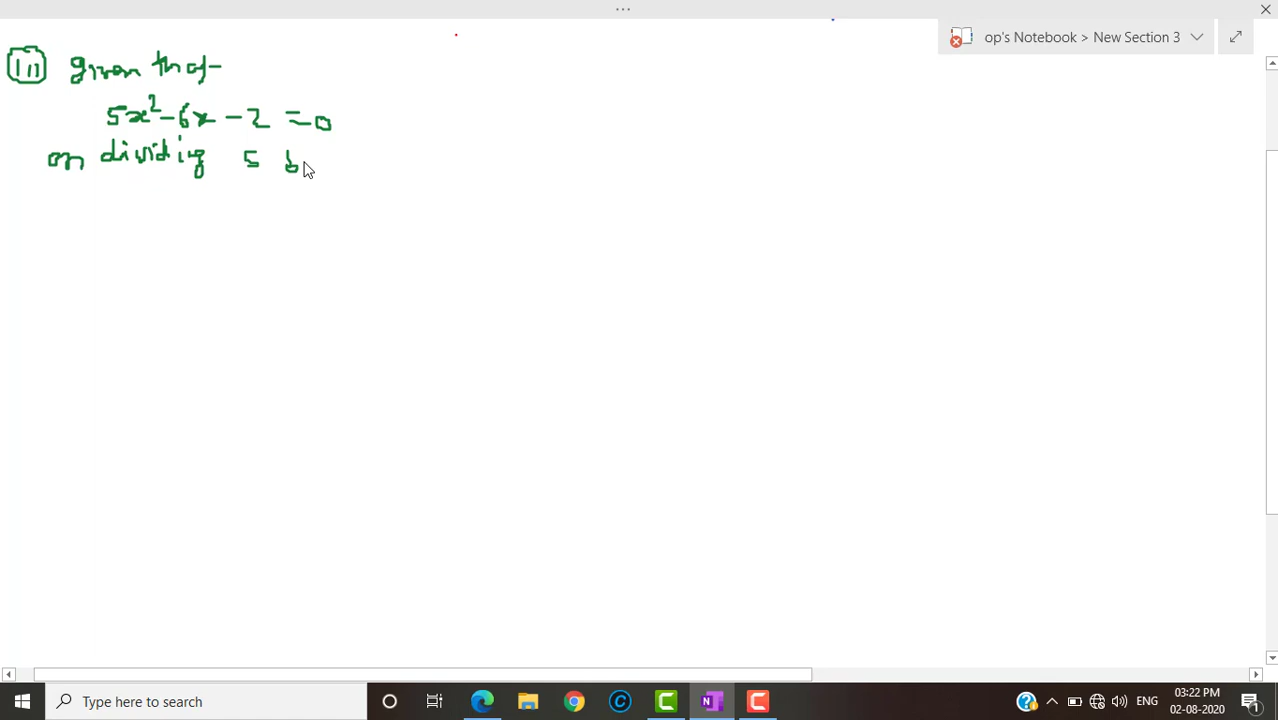 op's Notebook > New Section 3
(iii) given that
5x² - 6x - 2 = 0
on dividing 5 b
Type here to search
ENG
03:22 PM
02-08-2020
1